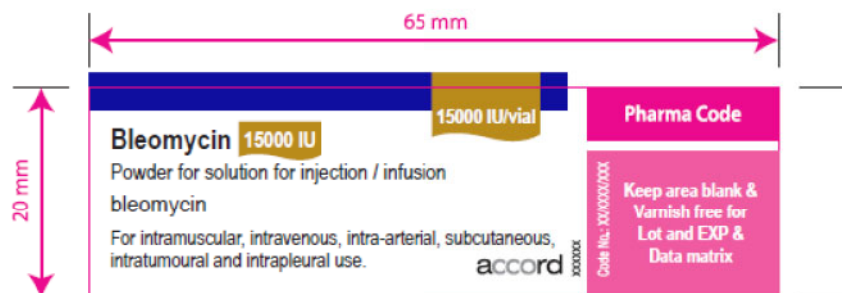 65 mm
20 mm
15000 IU/vial
Bleomycin 15000 IU
Powder for solution for injection / infusion
bleomycin
For intramuscular, intravenous, intra-arterial, subcutaneous,
intratumoural and intrapleural use.
accord
XXXXXX
Pharma Code
Code No.: XX/XXXX/XXX
Keep area blank &
Varnish free for
Lot and EXP &
Data matrix